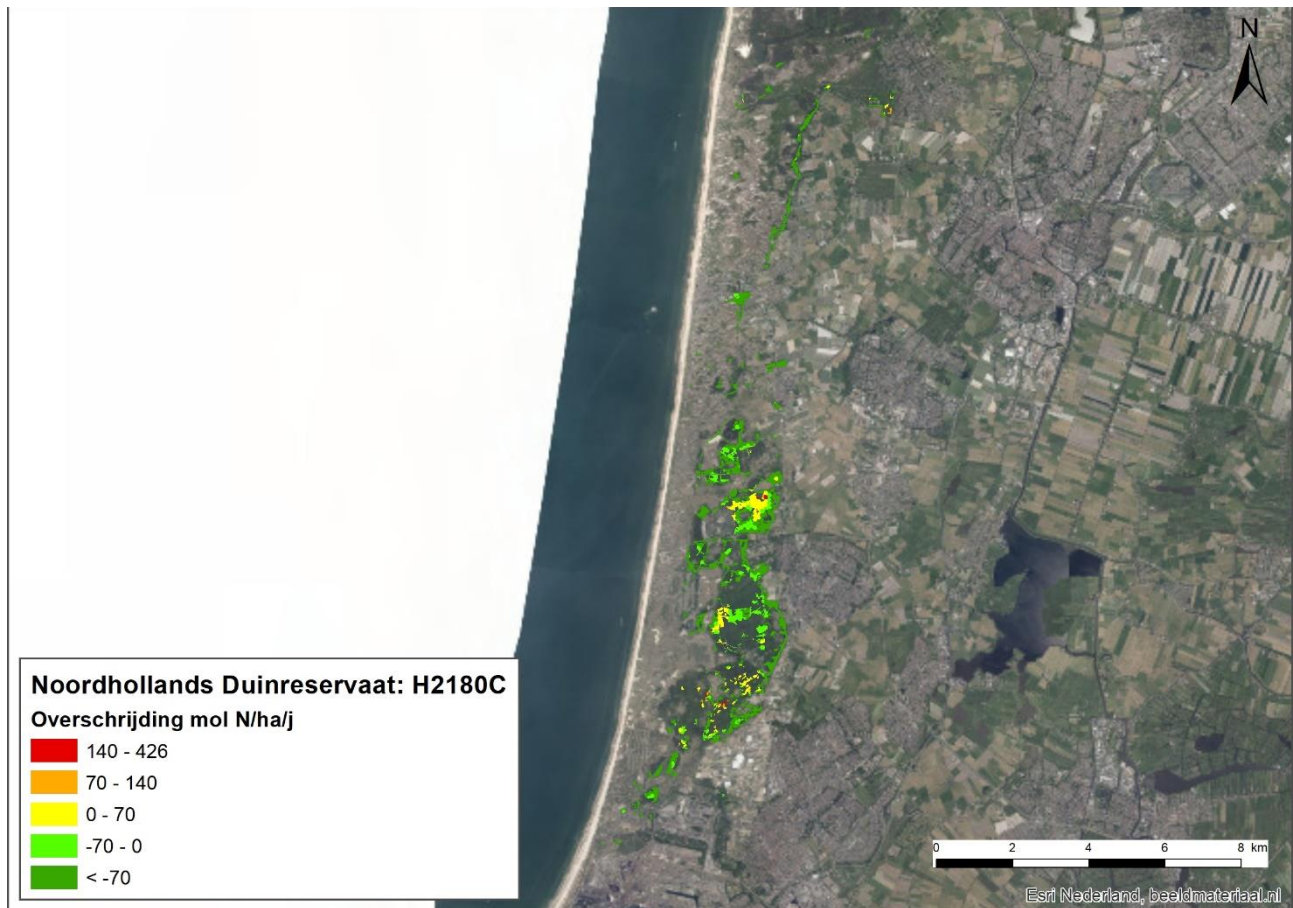 N
Noordhollands Duinreservaat: H2180C
Overschrijding mol N/ha/j
140 - 426
70 - 140
0 - 70
-70 - 0
< -70
0 2 4 6 8 km
Esri Nederland, beeldmateriaal.nl